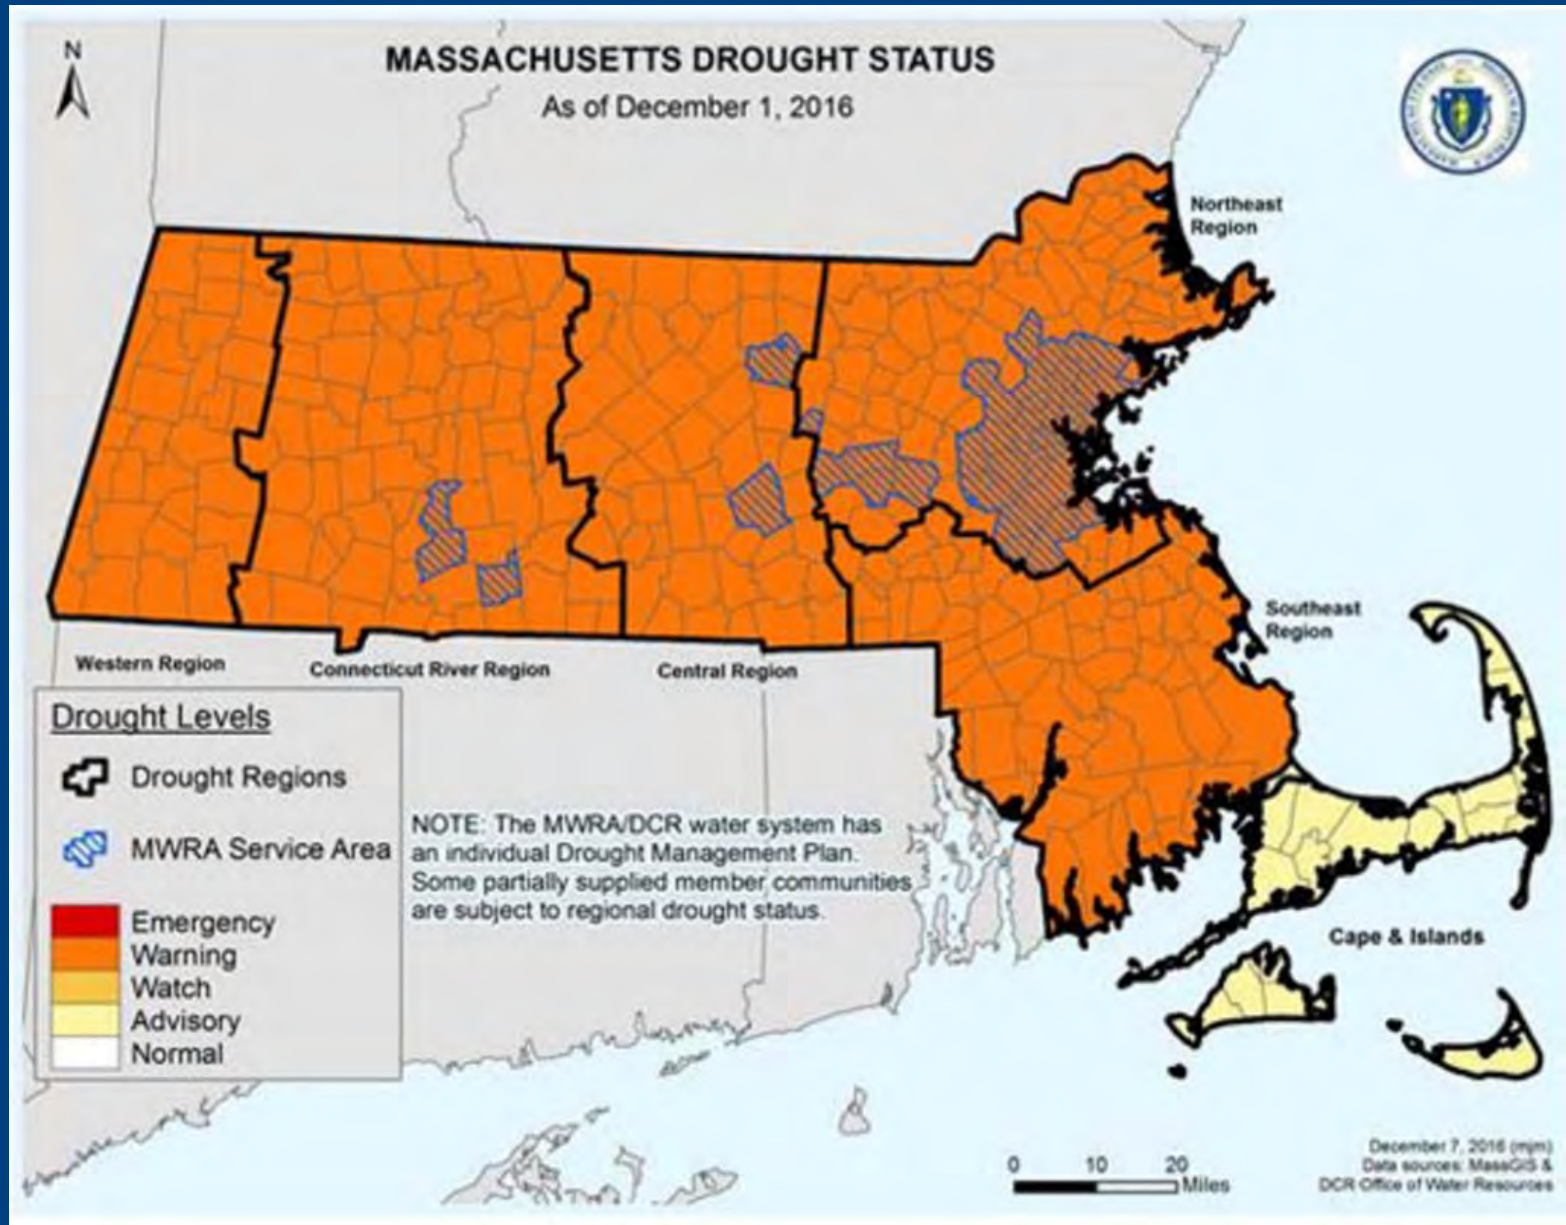 N
MASSACHUSETTS DROUGHT STATUS
As of December 1, 2016
Northeast
Region
Southeast
Region
Western Region
Connecticut River Region
Central Region
Drought Levels
Drought Regions
MWRA Service Area
Emergency
Warning
Watch
Advisory
Normal
NOTE: The MWRA/DCR water system has
an individual Drought Management Plan.
Some partially supplied member communities
are subject to regional drought status.
Cape & Islands
0 10 20
Miles
December 7, 2016 (mjm)
Data sources: MassGIS &
DCR Office of Water Resources